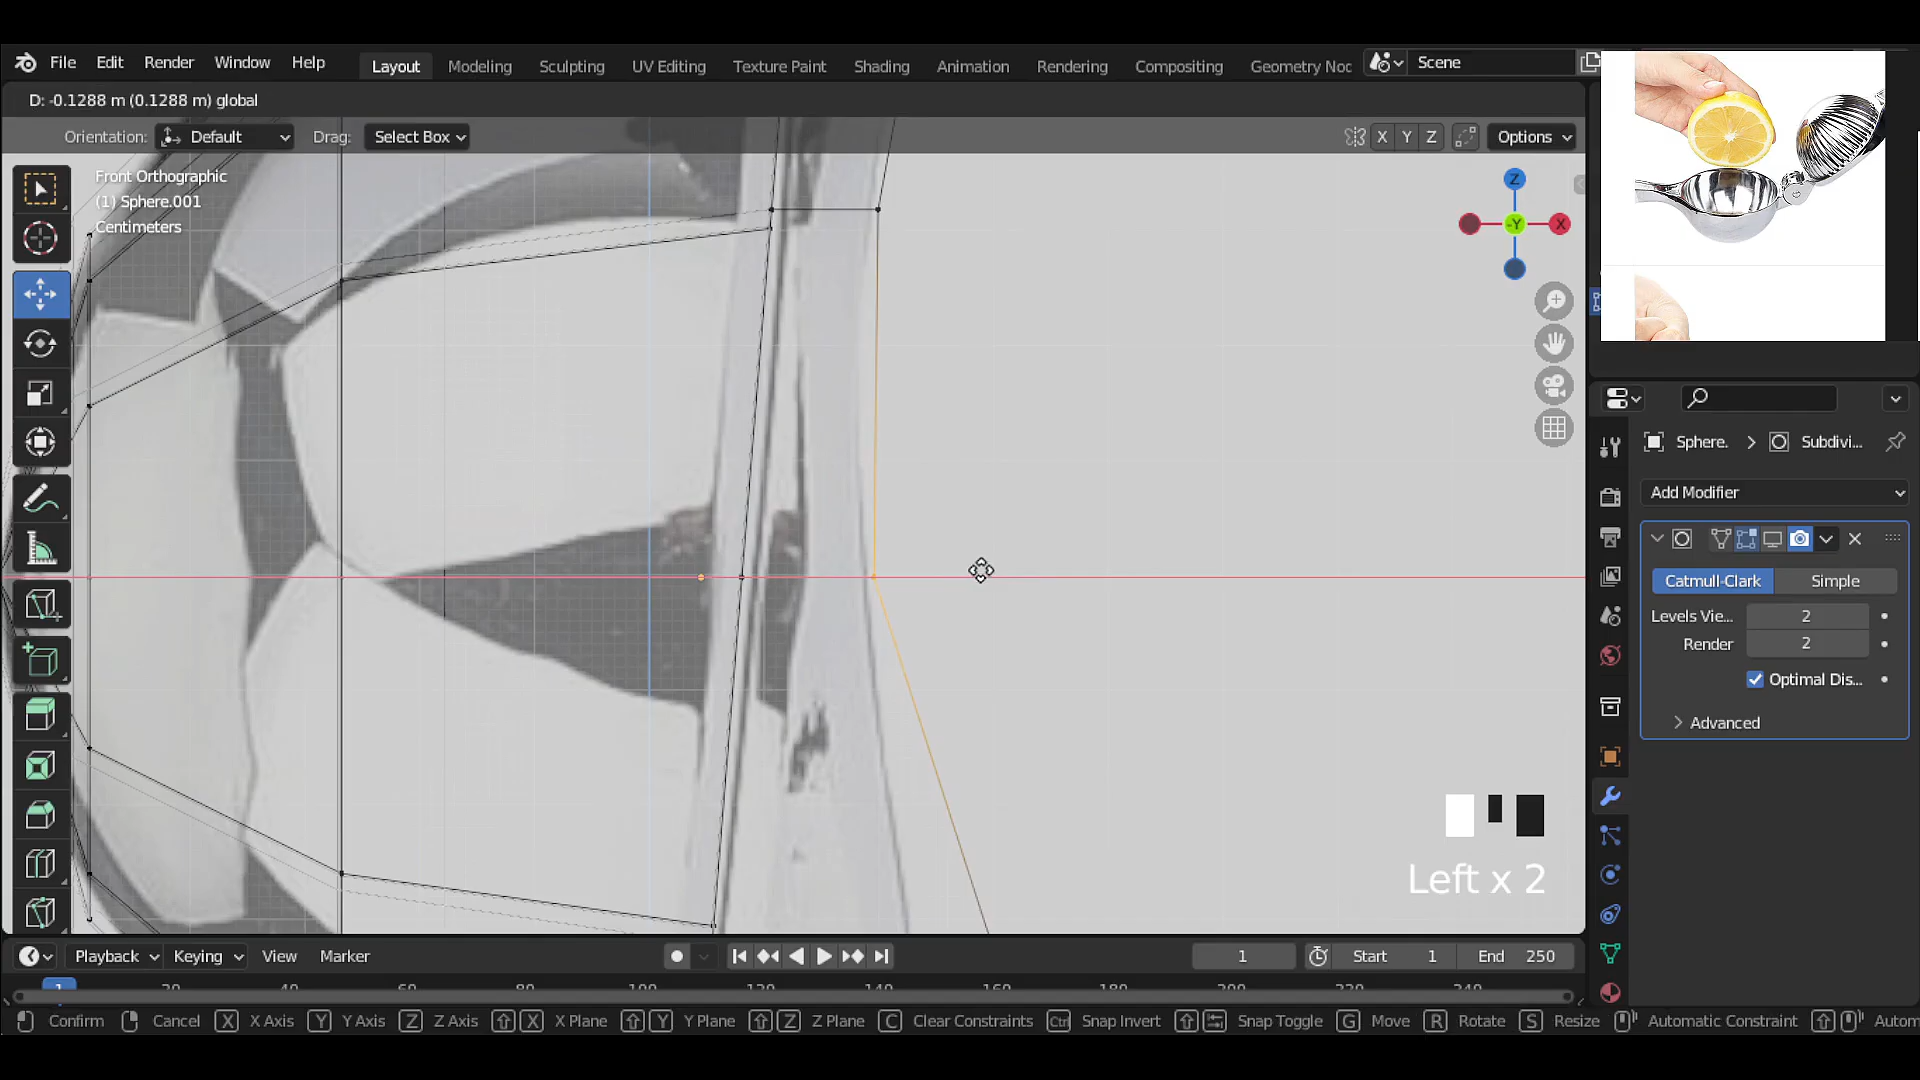 File Edit Render Window Help Layout Modeling Sculpting UV Editing Texture Paint Shading Animation Rendering Compositing Geometry Noc Scene
D: -0.1288 m (0.1288 m) global
Orientation: Default Drag: Select Box X Y Z Options
Front Orthographic
(1) Sphere.001
Centimeters
Z
Y
X
Sphere. Subdivi...
Add Modifier
Catmull-Clark Simple
Levels Vie... 2
Render 2
Optimal Dis...
Advanced
Left x 2
Playback Keying View Marker 1 Start 1 End 250
1
Confirm Cancel X X Axis Y Y Axis Z Z Axis X X Plane Y Y Plane Z Z Plane C Clear Constraints Ctrl Snap Invert Snap Toggle G Move R Rotate S Resize Automatic Constraint Autom